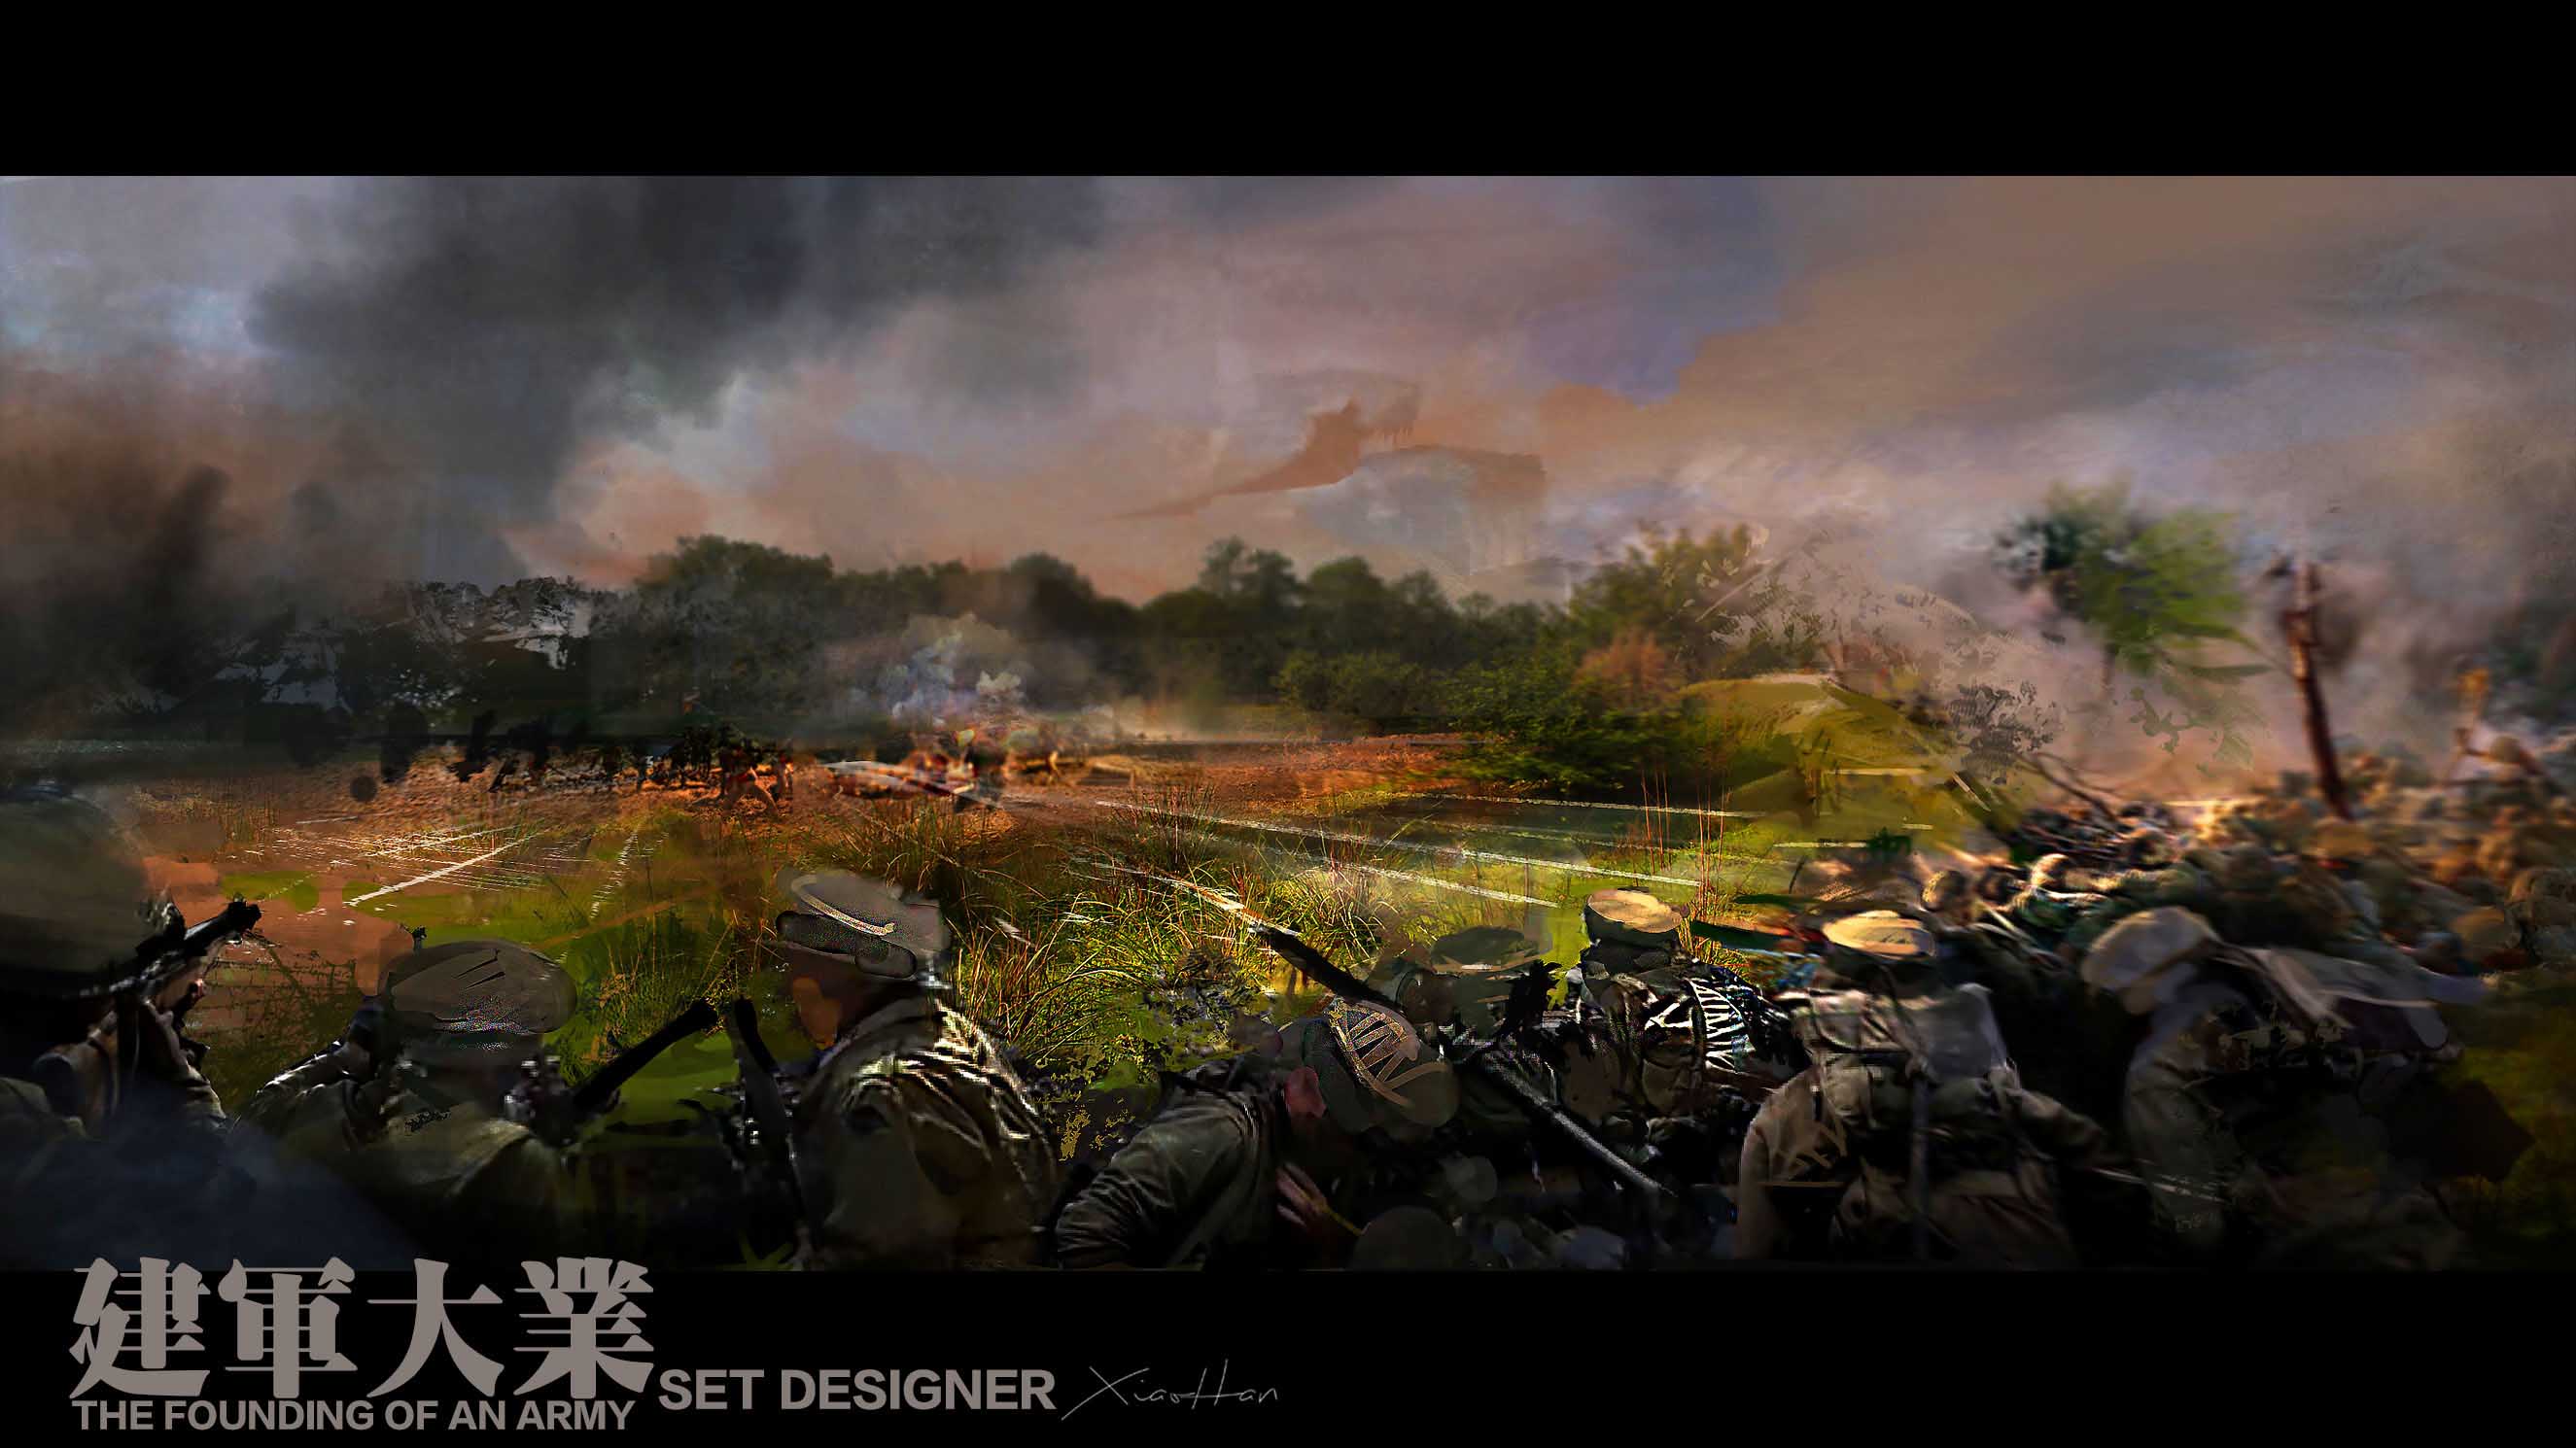 建軍大業
THE FOUNDING OF AN ARMY
SET DESIGNER XiaoHan